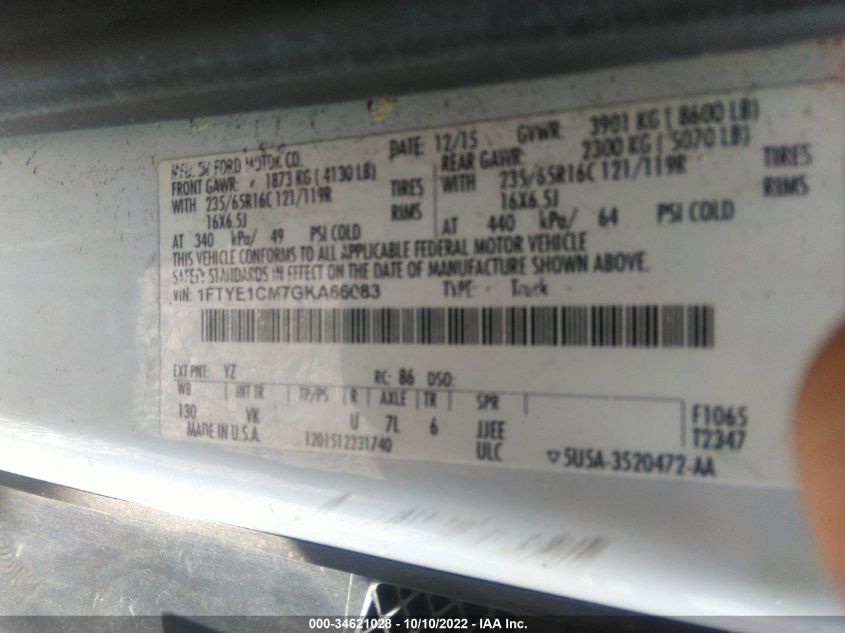 MFD. BY FORD MOTOR CO.
DATE: 12/15 GVWR: 3901 KG ( 8600 LB)
FRONT GAWR: 1873 KG ( 4130 LB)
REAR GAWR: 2300 KG ( 5070 LB)
WITH 235/65R16C 121/119R TIRES
WITH 235/65R16C 121/119R TIRES
16X6.5J RIMS
16X6.5J RIMS
AT 340 kPa/ 49 PSI COLD
AT 440 kPa/ 64 PSI COLD
THIS VEHICLE CONFORMS TO ALL APPLICABLE FEDERAL MOTOR VEHICLE
SAFETY STANDARDS IN EFFECT ON THE DATE OF MANUFACTURE SHOWN ABOVE.
VIN: 1FTYE1CM7GKA66083 TYPE: Truck
EXT PNT: YZ RC: 86 DSO:
WB INT TR TP/PS R AXLE TR SPR
130 VK U 7L 6 JJEE
F1065
T2347
MADE IN U.S.A. 1201512231740 ULC
5U5A-3520472-AA
000-34621028 - 10/10/2022 - IAA Inc.